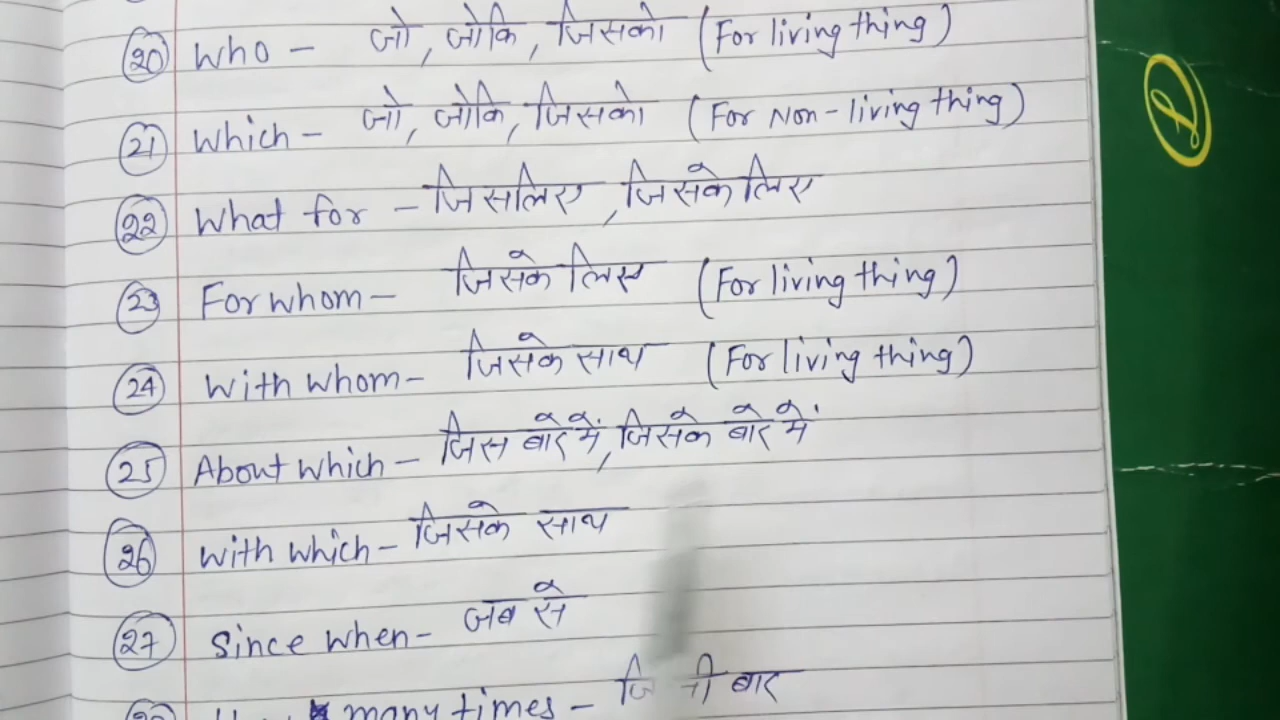 20 Who - जो, जोकि, जिसको (For living thing)
21 Which - जो, जोकि, जिसको (For Non-living thing)
22 What for - जिसलिए, जिसके लिए
23 For whom - जिसके लिए (For living thing)
24 With whom - जिसके साथ (For living thing)
25 About which - जिस बारे में, जिसके बारे में
26 With which - जिसके साथ
27 Since when - जब से
many times - बार